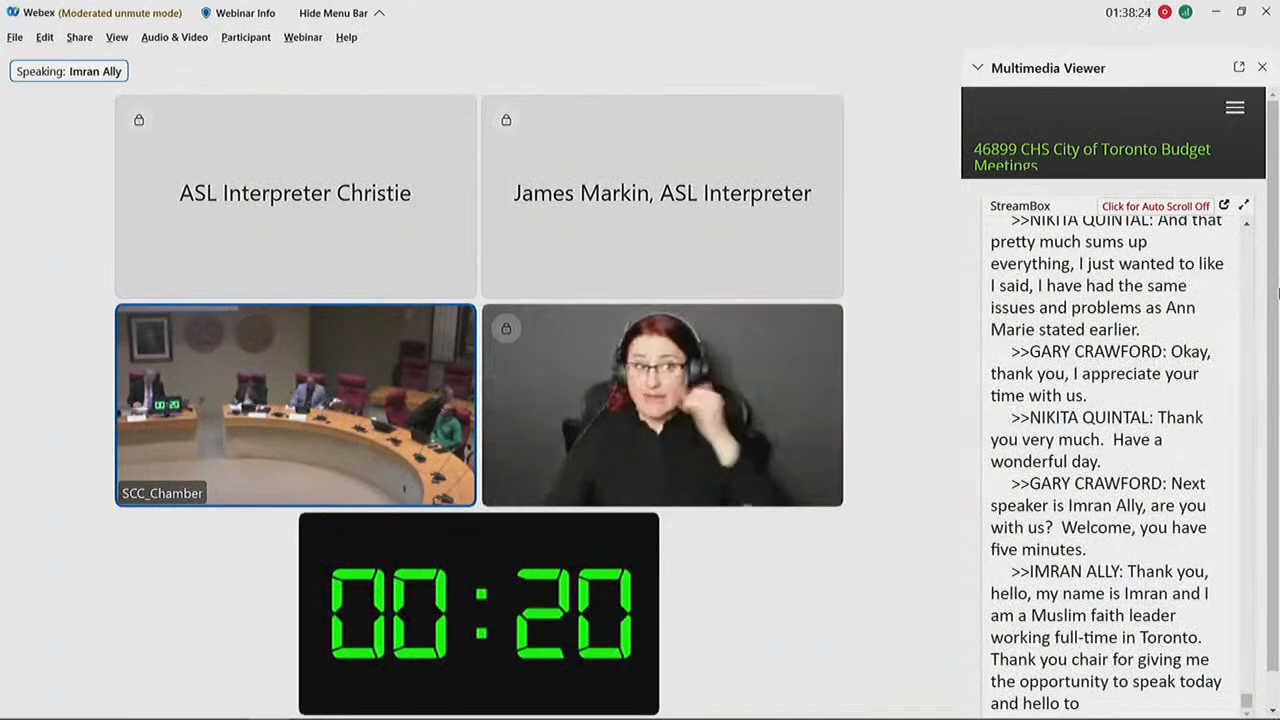 Webex (Moderated unmute mode) Webinar Info Hide Menu Bar 01:38:24
File Edit Share View Audio & Video Participant Webinar Help
Speaking: Imran Ally
ASL Interpreter Christie
James Markin, ASL Interpreter
00:20
SCC_Chamber
00:20
Multimedia Viewer
46899 CHS City of Toronto Budget
Meetings
StreamBox Click for Auto Scroll Off
>>NIKITA QUINTAL: And that
pretty much sums up
everything, I just wanted to like
I said, I have had the same
issues and problems as Ann
Marie stated earlier.
>>GARY CRAWFORD: Okay,
thank you, I appreciate your
time with us.
>>NIKITA QUINTAL: Thank
you very much. Have a
wonderful day.
>>GARY CRAWFORD: Next
speaker is Imran Ally, are you
with us? Welcome, you have
five minutes.
>>IMRAN ALLY: Thank you,
hello, my name is Imran and I
am a Muslim faith leader
working full-time in Toronto.
Thank you chair for giving me
the opportunity to speak today
and hello to